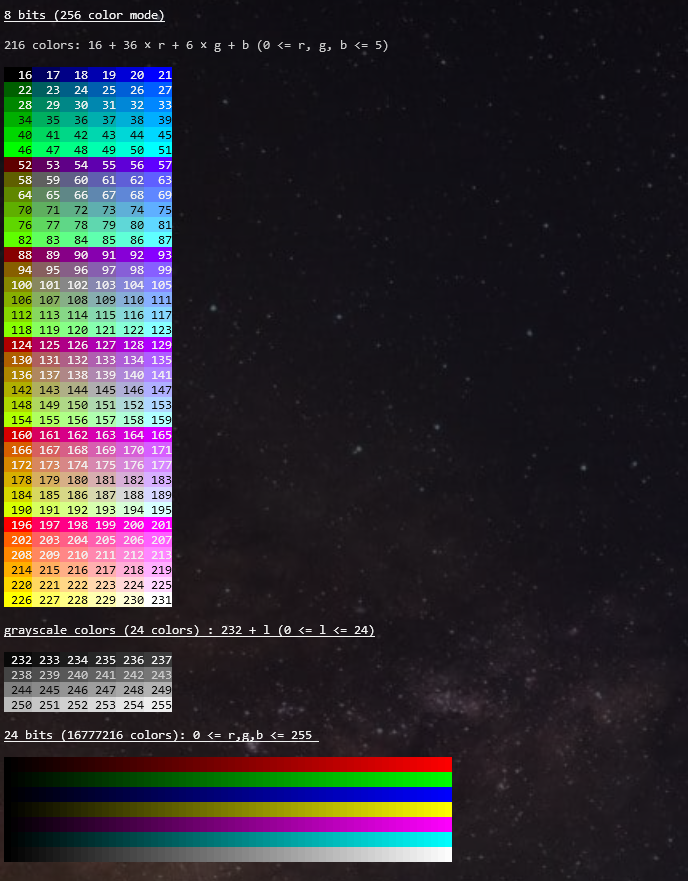 8 bits (256 color mode)
216 colors: 16 + 36 x r + 6 x g + b (0 <= r, g, b <= 5)
16 17 18 19 20 21
22 23 24 25 26 27
28 29 30 31 32 33
34 35 36 37 38 39
40 41 42 43 44 45
46 47 48 49 50 51
52 53 54 55 56 57
58 59 60 61 62 63
64 65 66 67 68 69
70 71 72 73 74 75
76 77 78 79 80 81
82 83 84 85 86 87
88 89 90 91 92 93
94 95 96 97 98 99
100 101 102 103 104 105
106 107 108 109 110 111
112 113 114 115 116 117
118 119 120 121 122 123
124 125 126 127 128 129
130 131 132 133 134 135
136 137 138 139 140 141
142 143 144 145 146 147
148 149 150 151 152 153
154 155 156 157 158 159
160 161 162 163 164 165
166 167 168 169 170 171
172 173 174 175 176 177
178 179 180 181 182 183
184 185 186 187 188 189
190 191 192 193 194 195
196 197 198 199 200 201
202 203 204 205 206 207
208 209 210 211 212 213
214 215 216 217 218 219
220 221 222 223 224 225
226 227 228 229 230 231
grayscale colors (24 colors) : 232 + l (0 <= l <= 24)
232 233 234 235 236 237
238 239 240 241 242 243
244 245 246 247 248 249
250 251 252 253 254 255
24 bits (16777216 colors): 0 <= r,g,b <= 255